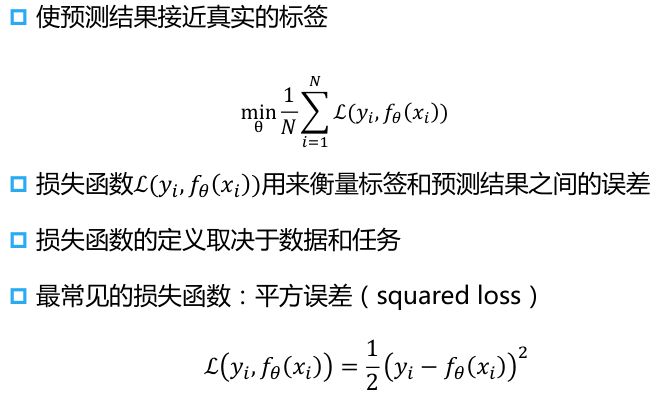 使预测结果接近真实的标签
$\min_{\theta} \frac{1}{N} \sum_{i=1}^{N} \mathcal{L}(y_i, f_\theta(x_i))$
损失函数$\mathcal{L}(y_i, f_\theta(x_i))$用来衡量标签和预测结果之间的误差
损失函数的定义取决于数据和任务
最常见的损失函数：平方误差（squared loss）
$\mathcal{L}(y_i, f_\theta(x_i)) = \frac{1}{2}(y_i - f_\theta(x_i))^2$